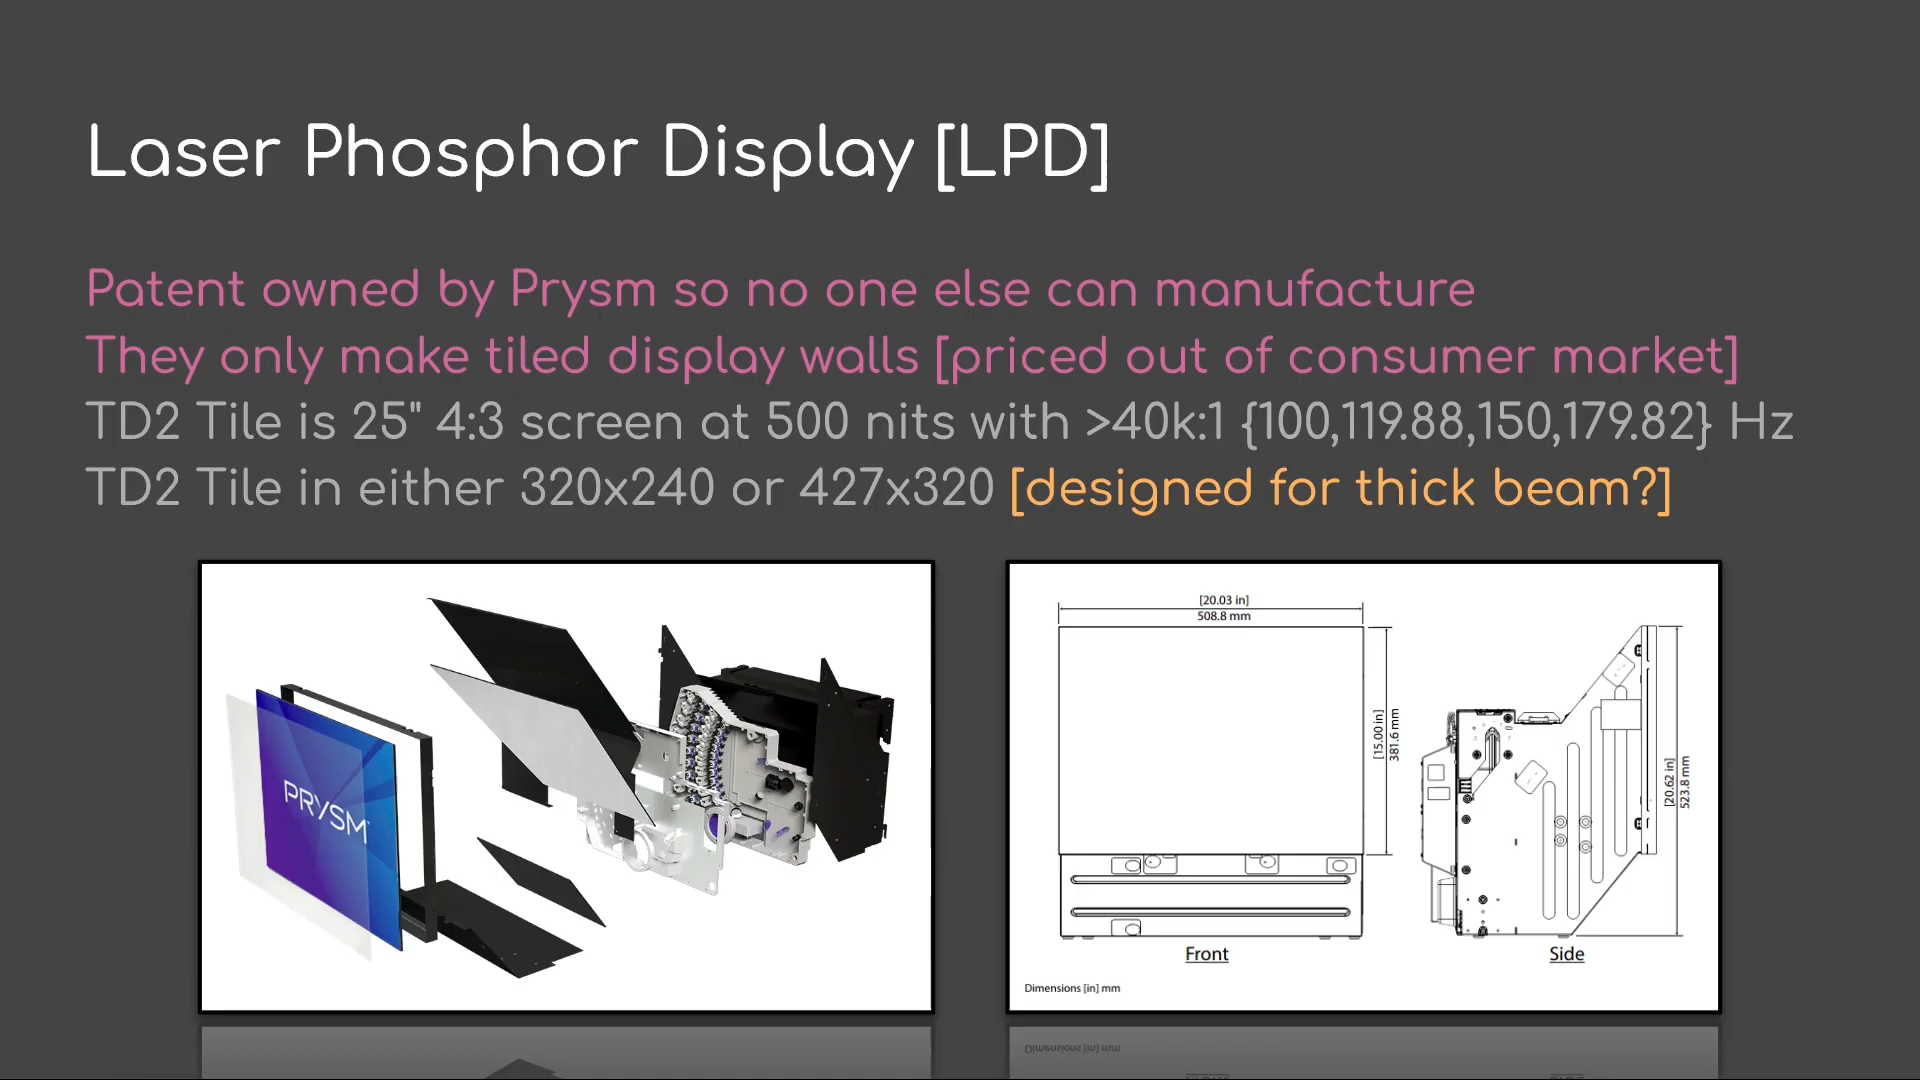 Laser Phosphor Display [LPD]
Patent owned by Prysm so no one else can manufacture
They only make tiled display walls [priced out of consumer market]
TD2 Tile is 25" 4:3 screen at 500 nits with >40k:1 {100,119.88,150,179.82} Hz
TD2 Tile in either 320x240 or 427x320 [designed for thick beam?]
PRYSM
[20.03 in]
508.8 mm
[15.00 in]
381.6 mm
[20.62 in]
523.8 mm
Front
Side
Dimensions [in] mm